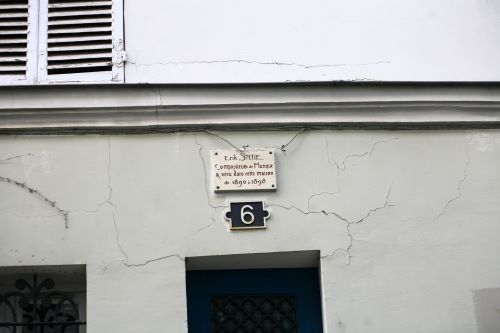 Erik SATIE
Compositeur de Musique
a vécu dans cette maison
de 1890 à 1898
6